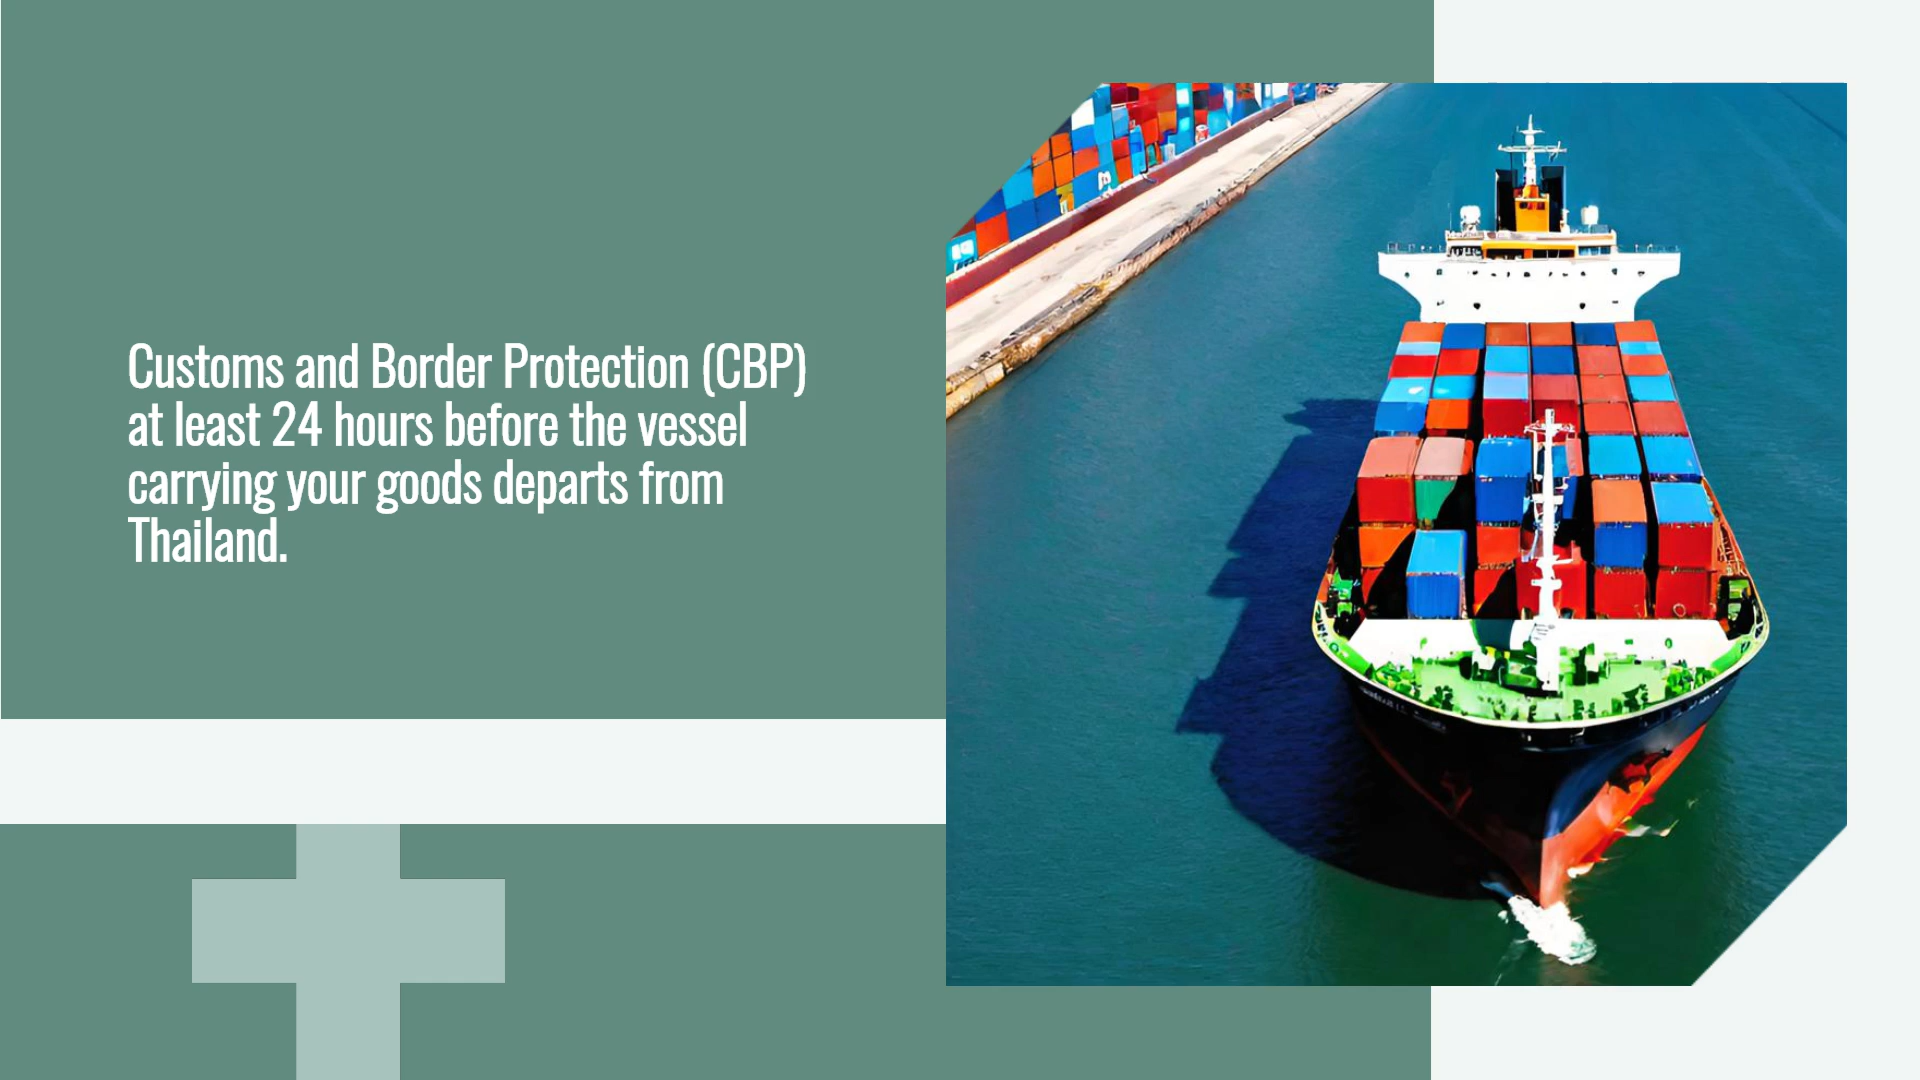 Customs and Border Protection (CBP)
at least 24 hours before the vessel
carrying your goods departs from
Thailand.